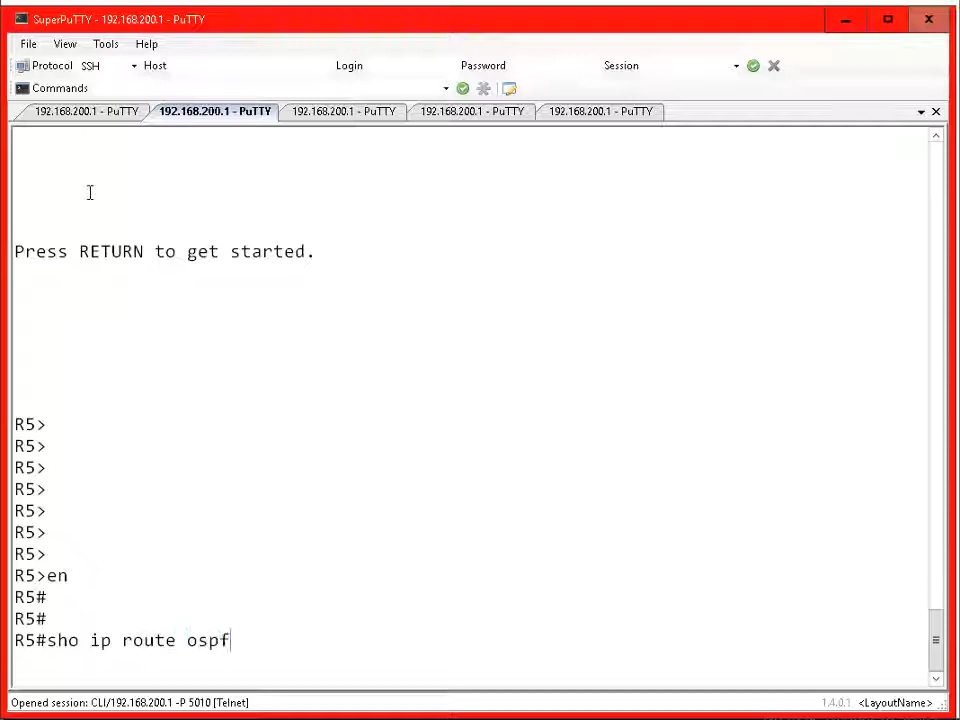 SuperPuTTY - 192.168.200.1 - PuTTY
File View Tools Help
Protocol SSH Host Login Password Session
Commands
192.168.200.1 - PuTTY 192.168.200.1 - PuTTY 192.168.200.1 - PuTTY 192.168.200.1 - PuTTY 192.168.200.1 - PuTTY
Press RETURN to get started.
R5>
R5>
R5>
R5>
R5>
R5>
R5>
R5>en
R5#
R5#
R5#sho ip route ospf
Opened session: CLI/192.168.200.1 -P 5010 [Telnet] 1.4.0.1 <LayoutName>